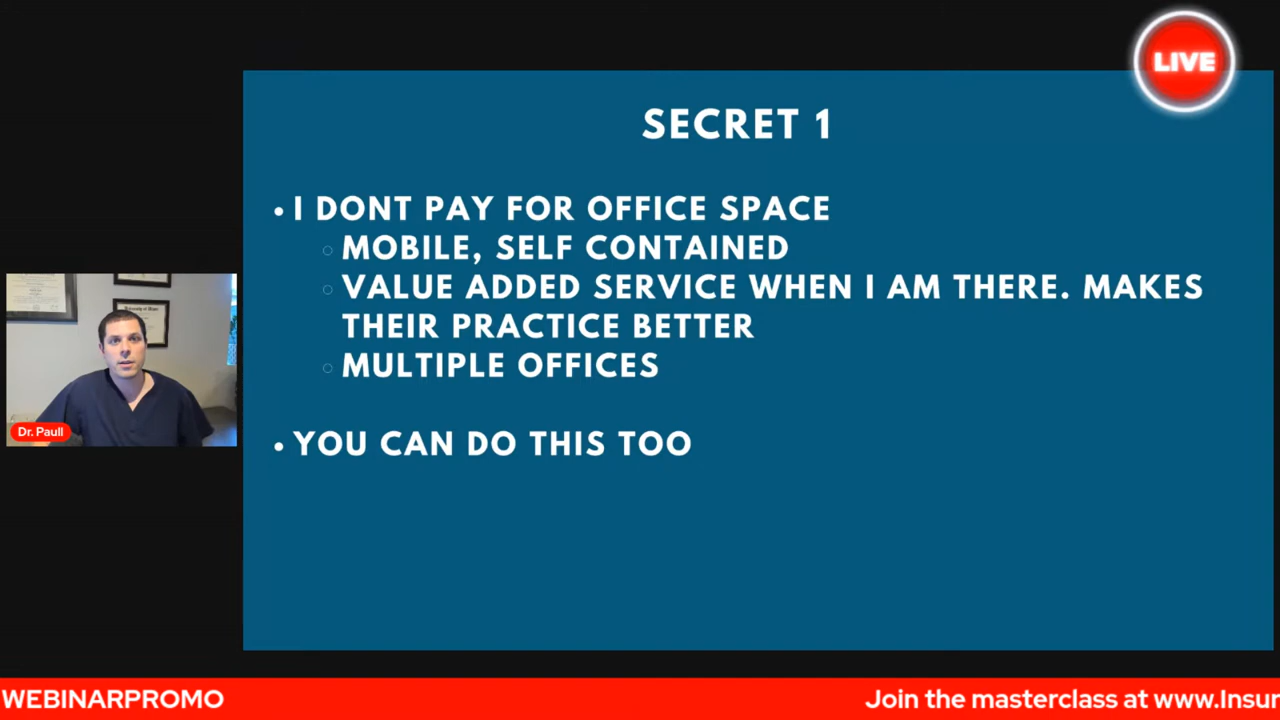 LIVE
SECRET 1
• I DONT PAY FOR OFFICE SPACE
○ MOBILE, SELF CONTAINED
○ VALUE ADDED SERVICE WHEN I AM THERE. MAKES
THEIR PRACTICE BETTER
○ MULTIPLE OFFICES
• YOU CAN DO THIS TOO
Dr. Paull
WEBINARPROMO
Join the masterclass at www.Insur